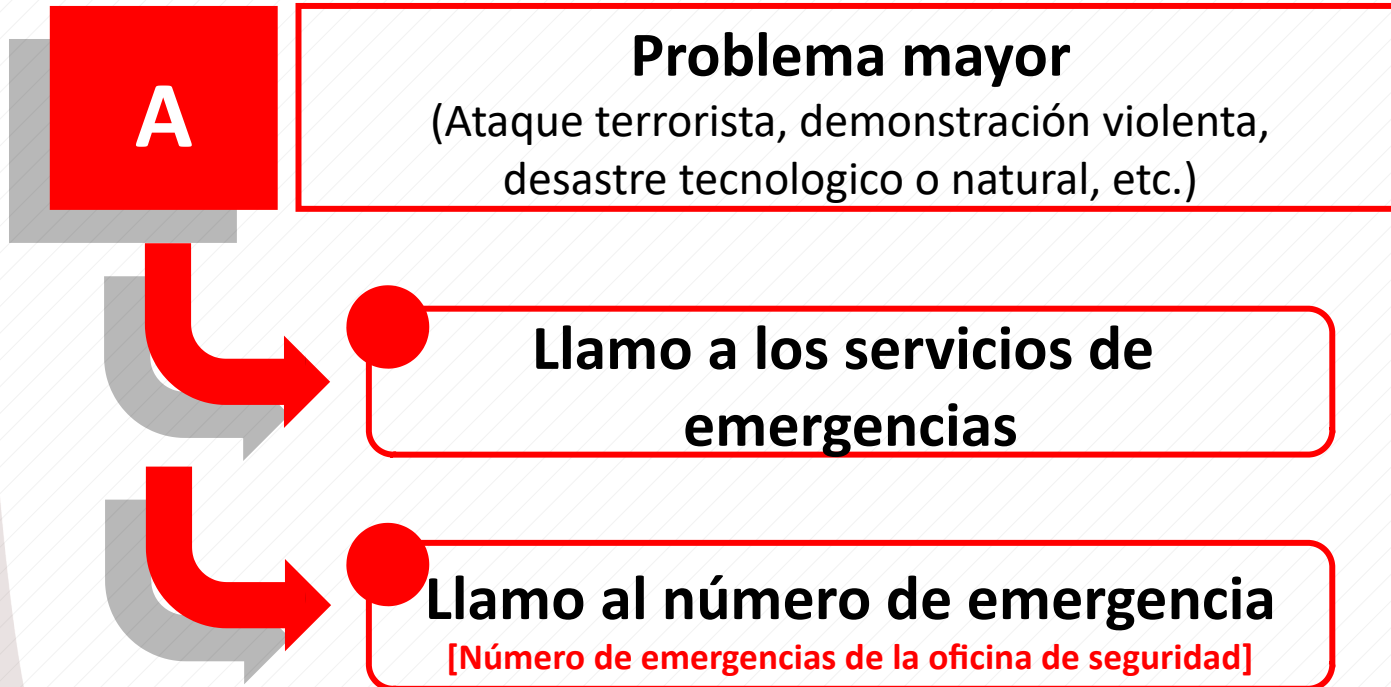 A
Problema mayor
(Ataque terrorista, demonstración violenta,
desastre tecnologico o natural, etc.)
Llamo a los servicios de
emergencias
Llamo al número de emergencia
[Número de emergencias de la oficina de seguridad]